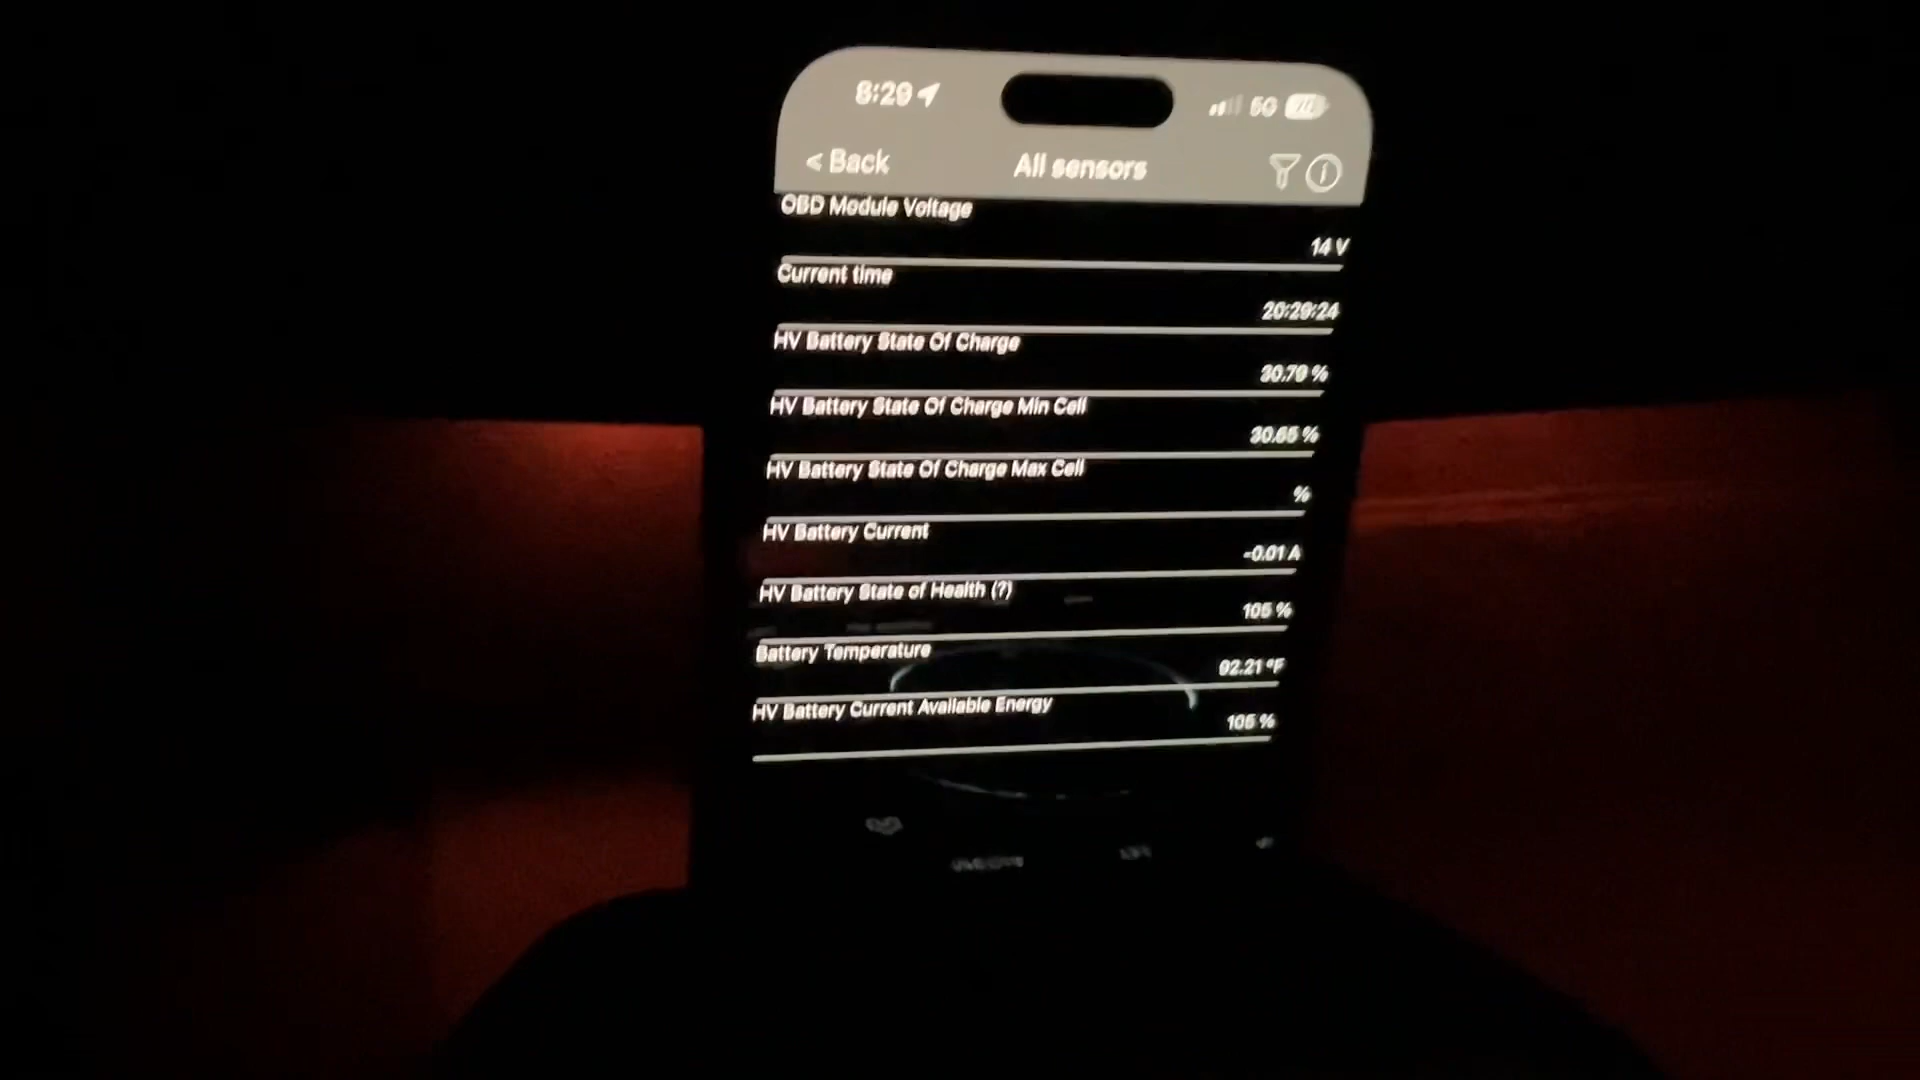 8:29
5G
< Back
All sensors
OBD Module Voltage
14 V
Current time
20:29:24
HV Battery State Of Charge
30.79 %
HV Battery State Of Charge Min Cell
30.65 %
HV Battery State Of Charge Max Cell
%
HV Battery Current
-0.01 A
HV Battery State of Health (?)
105 %
Battery Temperature
92.21 °F
HV Battery Current Available Energy
105 %